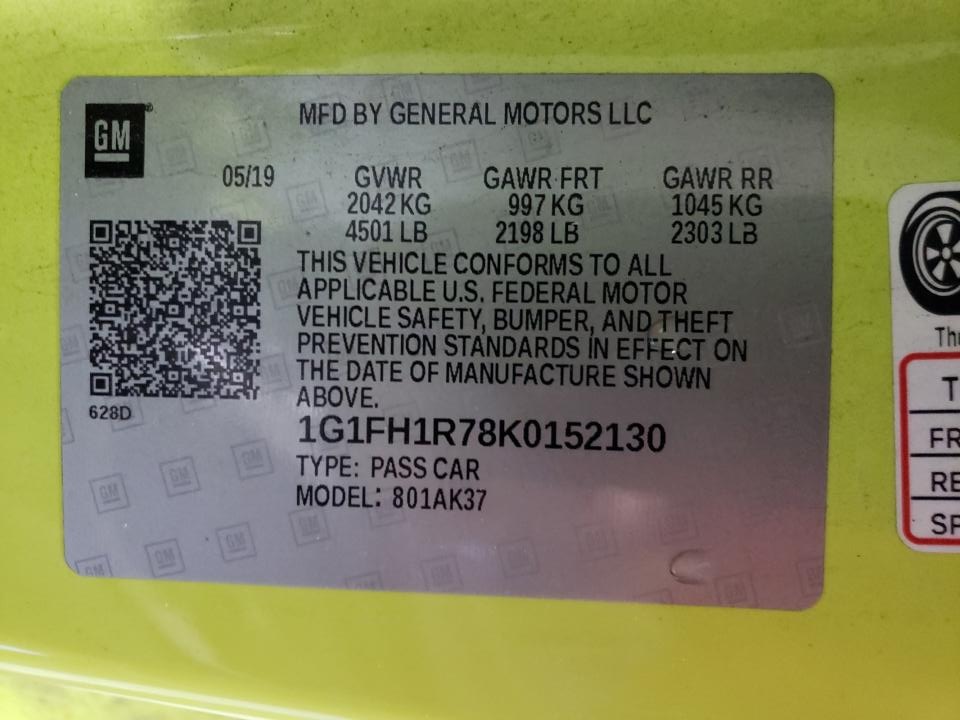 GM
MFD BY GENERAL MOTORS LLC
05/19 GVWR GAWR FRT GAWR RR
2042 KG 997 KG 1045 KG
4501 LB 2198 LB 2303 LB
THIS VEHICLE CONFORMS TO ALL
APPLICABLE U.S. FEDERAL MOTOR
VEHICLE SAFETY, BUMPER, AND THEFT
PREVENTION STANDARDS IN EFFECT ON
THE DATE OF MANUFACTURE SHOWN
ABOVE.
628D
1G1FH1R78K0152130
TYPE: PASS CAR
MODEL: 801AK37